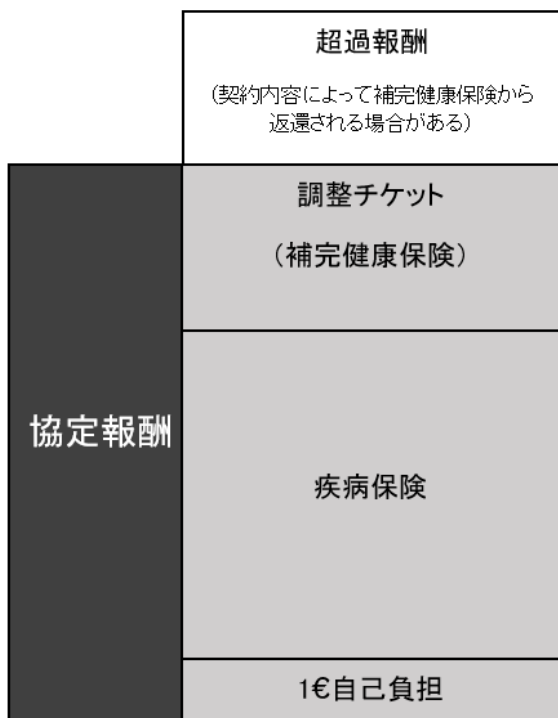 超過報酬
（契約内容によって補完健康保険から
返還される場合がある）
調整チケット
（補完健康保険）
協定報酬
疾病保険
1€自己負担